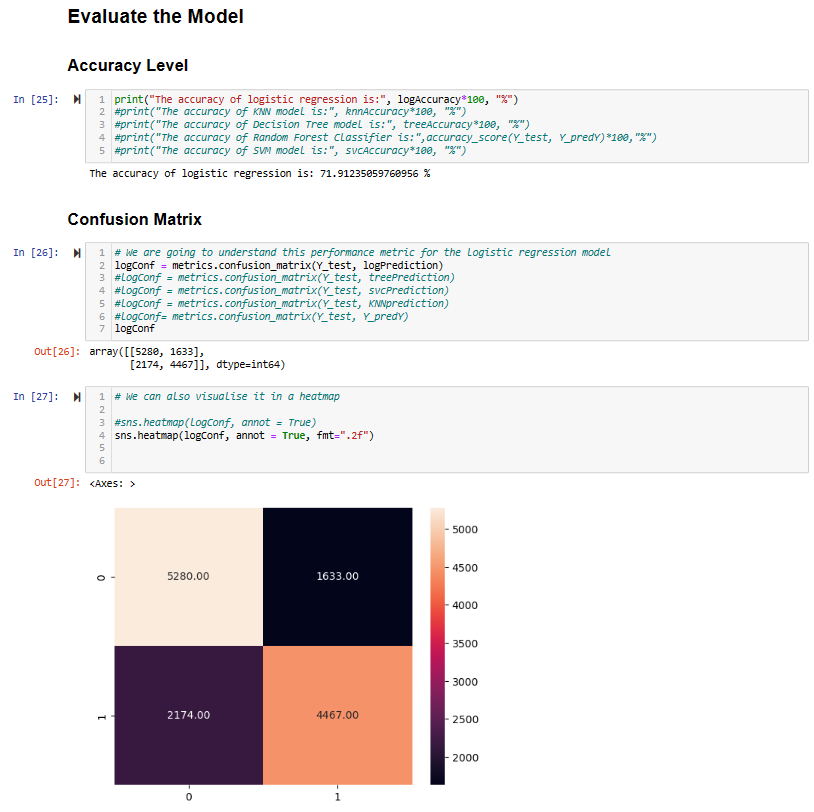 Evaluate the Model
Accuracy Level
In [25]:
1 print("The accuracy of logistic regression is:", logAccuracy*100, "%")
2 #print("The accuracy of KNN model is:", knnAccuracy*100, "%")
3 #print("The accuracy of Decision Tree model is:", treeAccuracy*100, "%")
4 #print("The accuracy of Random Forest Classifier is:",accuracy_score(Y_test, Y_predY)*100,"%")
5 #print("The accuracy of SVM model is:", svcAccuracy*100, "%")
The accuracy of logistic regression is: 71.91235059760956 %
Confusion Matrix
In [26]:
1 # We are going to understand this performance metric for the Logistic regression model
2 logConf = metrics.confusion_matrix(Y_test, logPrediction)
3 #logConf = metrics.confusion_matrix(Y_test, treePrediction)
4 #logConf = metrics.confusion_matrix(Y_test, svcPrediction)
5 #logConf = metrics.confusion_matrix(Y_test, KNNprediction)
6 #logConf= metrics.confusion_matrix(Y_test, Y_predY)
7 logConf
Out[26]: array([[5280, 1633],
[2174, 4467]], dtype=int64)
In [27]:
1 # We can also visualise it in a heatmap
2
3 #sns.heatmap(logConf, annot = True)
4 sns.heatmap(logConf, annot = True, fmt=".2f")
5
6
Out[27]: <Axes: >
5280.00 1633.00
2174.00 4467.00
0
1
0 1
5000
4500
4000
3500
3000
2500
2000